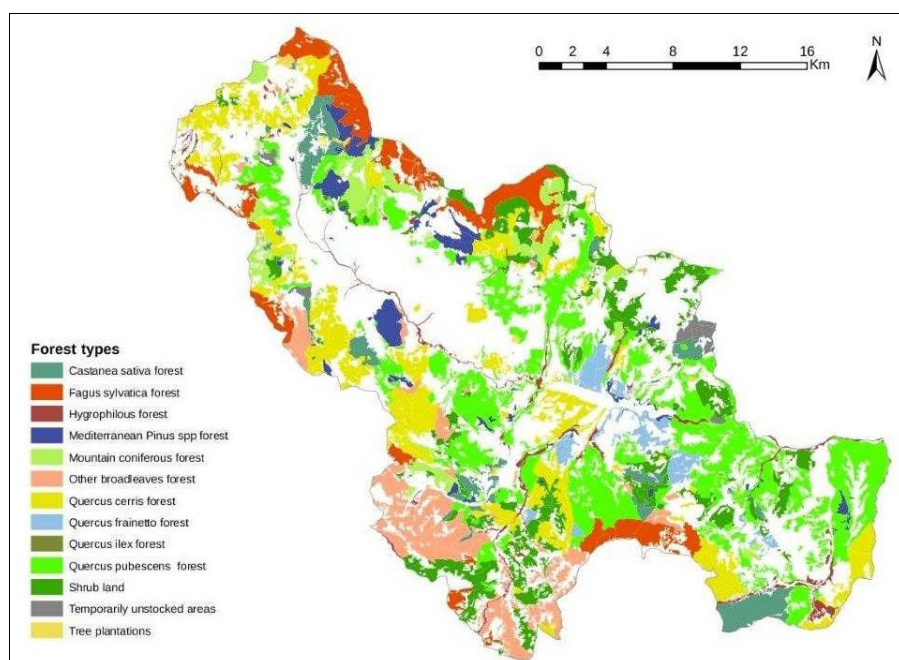 0 2 4 8 12 16
Km
N
Forest types
Castanea sativa forest
Fagus sylvatica forest
Hygrophilous forest
Mediterranean Pinus spp forest
Mountain coniferous forest
Other broadleaves forest
Quercus cerris forest
Quercus frainetto forest
Quercus ilex forest
Quercus pubescens forest
Shrub land
Temporarily unstocked areas
Tree plantations